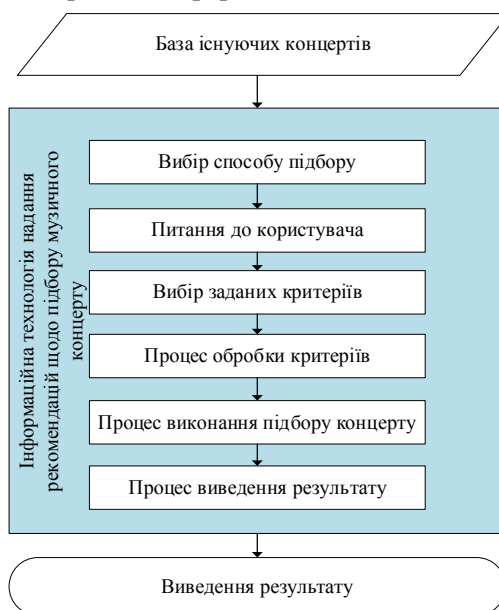 База існуючих концертів
Інформаційна технологія надання
рекомендацій щодо підбору музичного
концерту
Вибір способу підбору
Питання до користувача
Вибір заданих критеріїв
Процес обробки критеріїв
Процес виконання підбору концерту
Процес виведення результату
Виведення результату